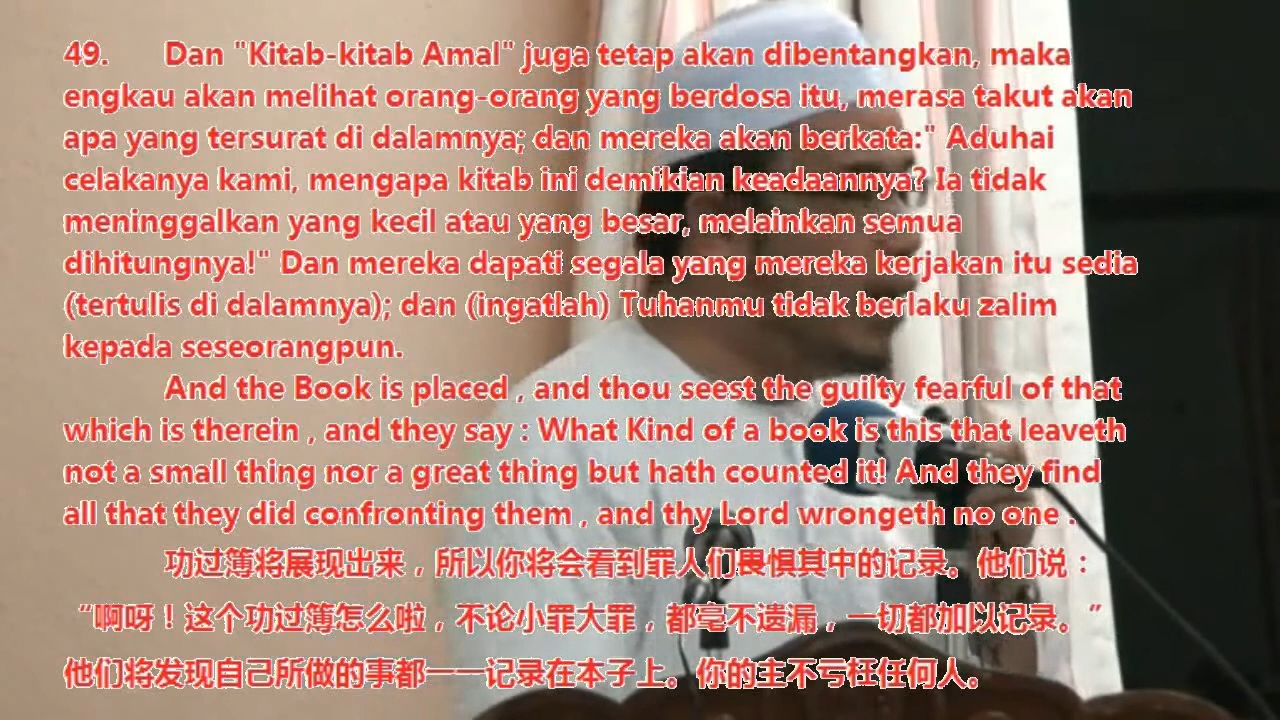 49. Dan "Kitab-kitab Amal" juga tetap akan dibentangkan, maka
engkau akan melihat orang-orang yang berdosa itu, merasa takut akan
apa yang tersurat di dalamnya; dan mereka akan berkata:" Aduhai
celakanya kami, mengapa kitab ini demikian keadaannya? Ia tidak
meninggalkan yang kecil atau yang besar, melainkan semua
dihitungnya!" Dan mereka dapati segala yang mereka kerjakan itu sedia
(tertulis di dalamnya); dan (ingatlah) Tuhanmu tidak berlaku zalim
kepada seseorangpun.
And the Book is placed , and thou seest the guilty fearful of that
which is therein , and they say : What Kind of a book is this that leaveth
not a small thing nor a great thing but hath counted it! And they find
all that they did confronting them , and thy Lord wrongeth no one .
功过簿将展现出来，所以你将会看到罪人们畏惧其中的记录。他们说：
“啊呀！这个功过簿怎么啦，不论小罪大罪，都毫不遗漏，一切都加以记录。”
他们将发现自己所做的事都一一记录在本子上。你的主不亏枉任何人。